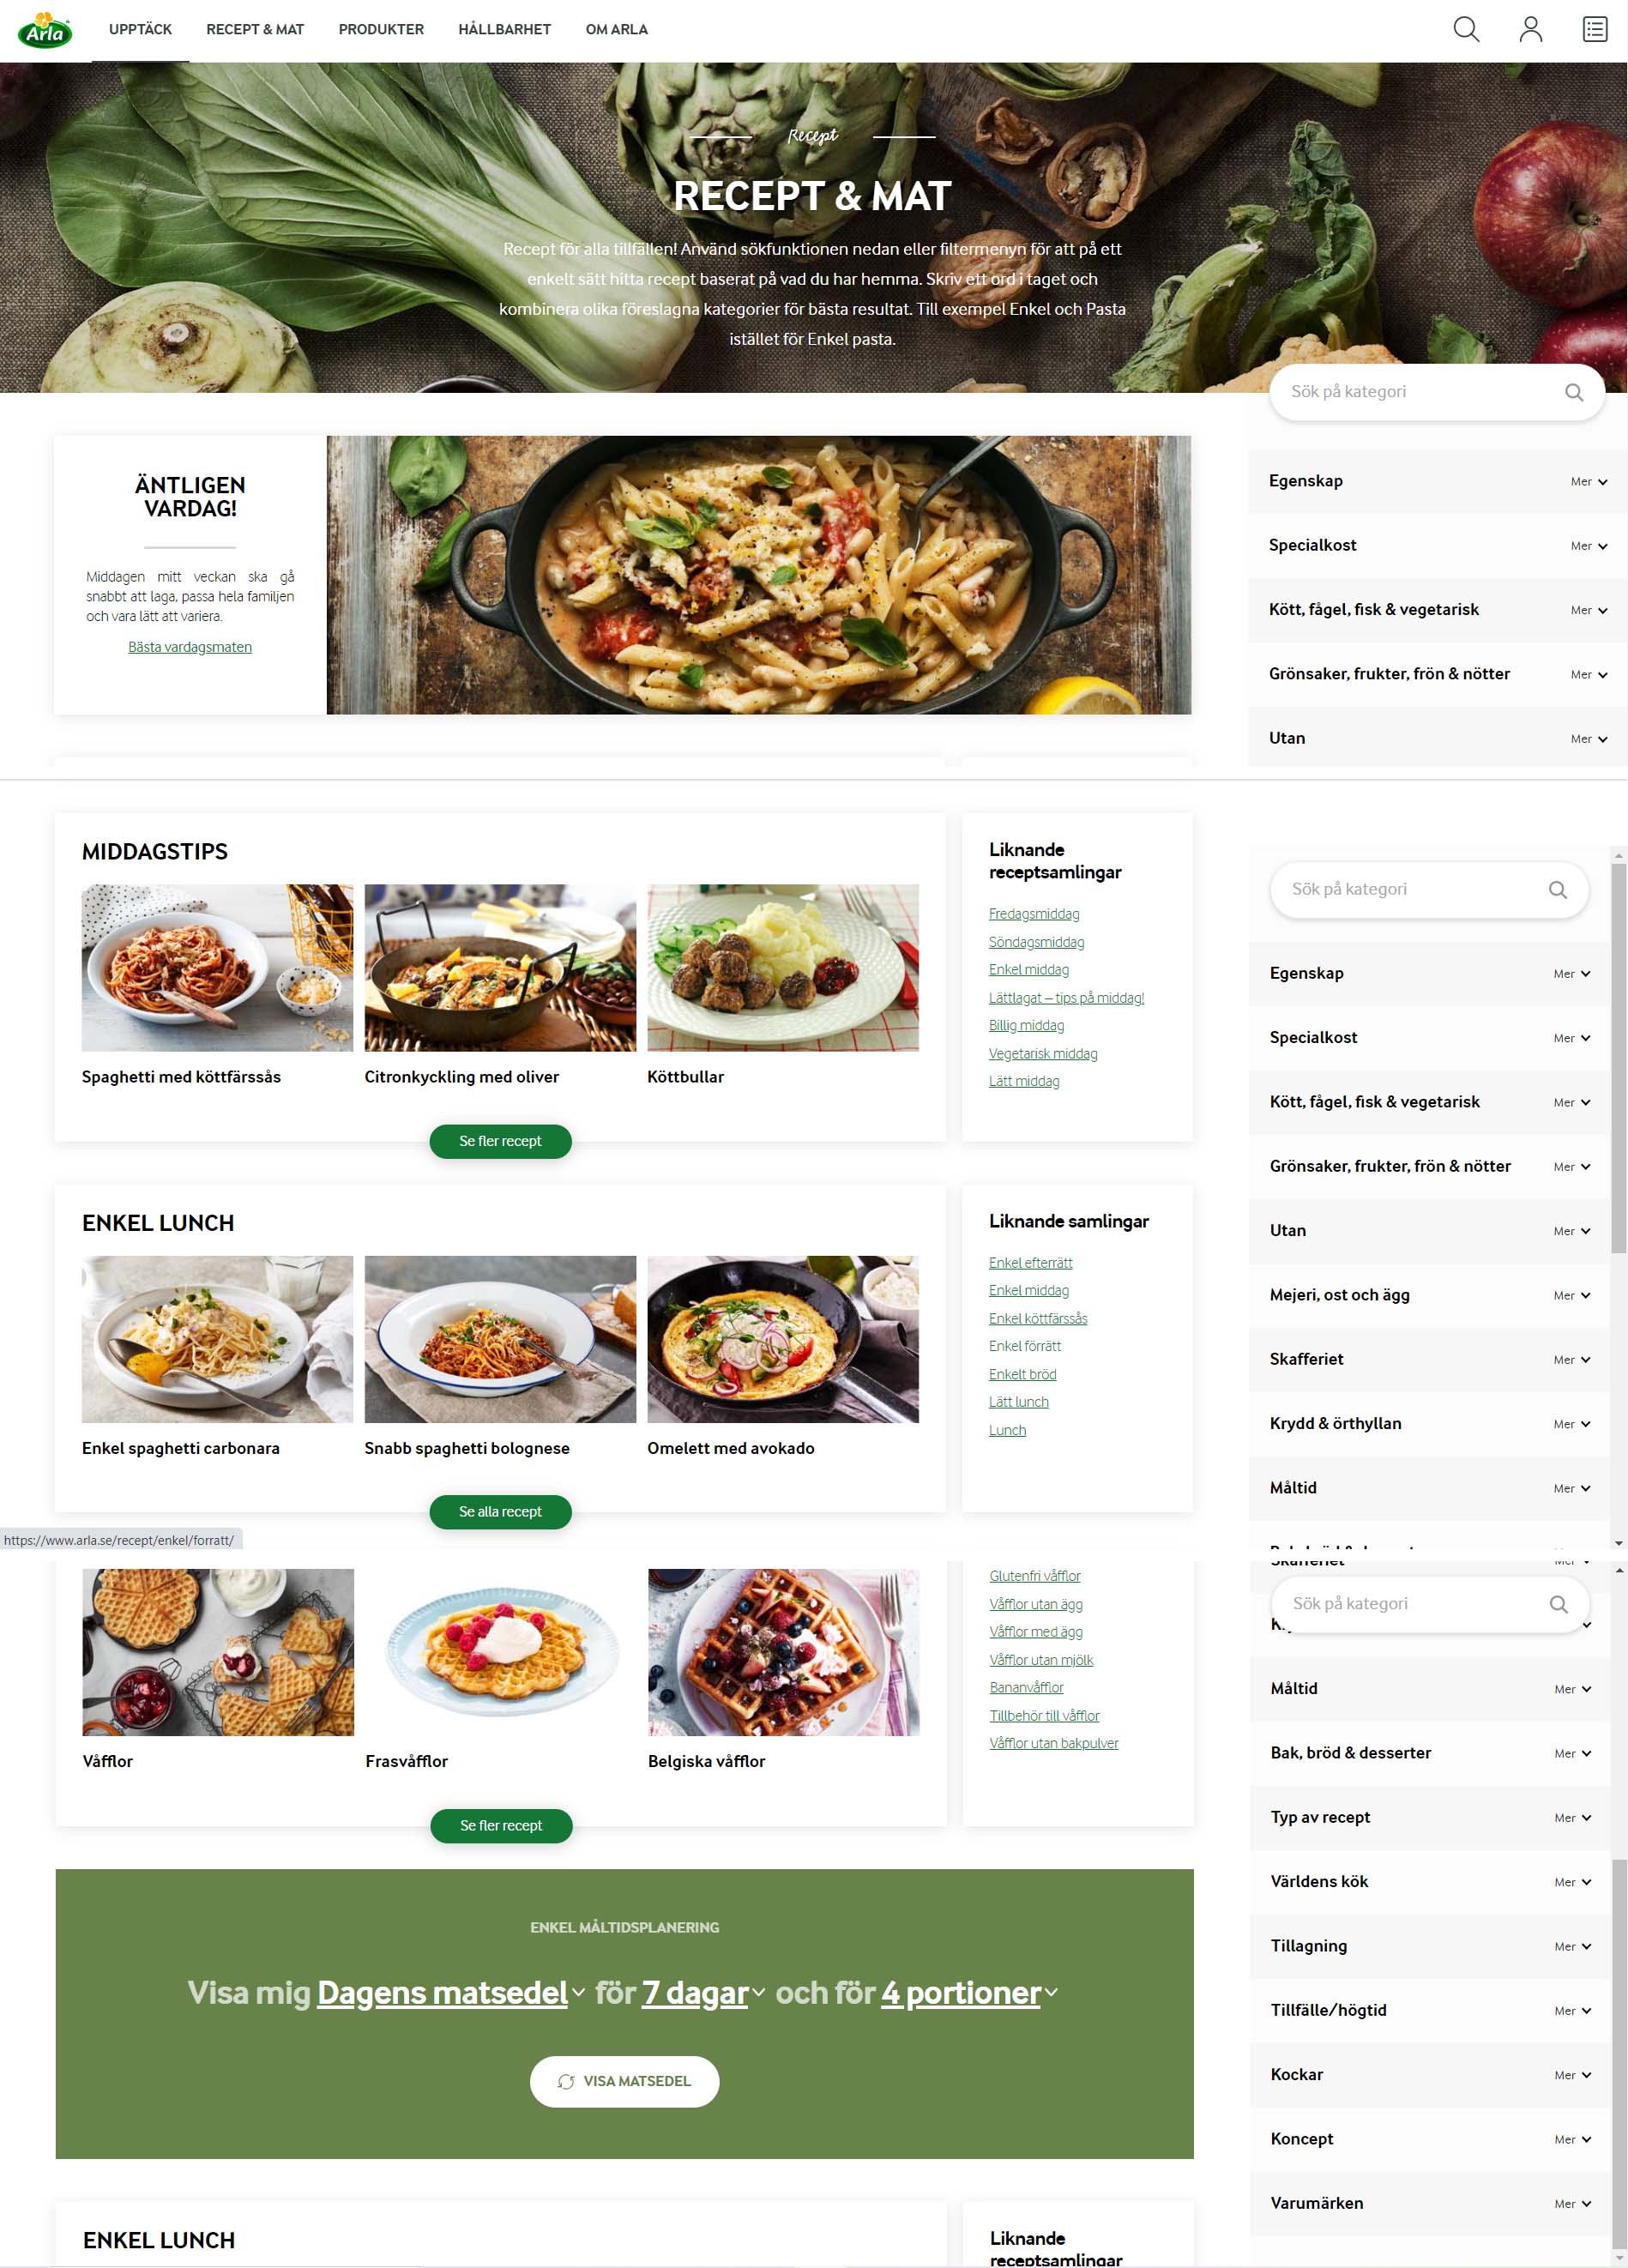 Arla
UPPTÄCK
RECEPT & MAT
PRODUKTER
HÅLLBARHET
OM ARLA
Recept
RECEPT & MAT
Recept för alla tillfällen! Använd sökfunktionen nedan eller filtermenyn för att på ett
enkelt sätt hitta recept baserat på vad du har hemma. Skriv ett ord i taget och
kombinera olika föreslagna kategorier för bästa resultat. Till exempel Enkel och Pasta
istället för Enkel pasta.
Sök på kategori
ÄNTLIGEN
VARDAG!
Middagen mitt veckan ska gå
snabbt att laga, passa hela familjen
och vara lätt att variera.
Bästa vardagsmaten
Egenskap Mer
Specialkost Mer
Kött, fågel, fisk & vegetarisk Mer
Grönsaker, frukter, frön & nötter Mer
Utan Mer
MIDDAGSTIPS
Spaghetti med köttfärssås
Citronkyckling med oliver
Köttbullar
Se fler recept
Liknande
receptsamlingar
Fredagsmiddag
Söndagsmiddag
Enkel middag
Lättlagat – tips på middag!
Billig middag
Vegetarisk middag
Lätt middag
ENKEL LUNCH
Enkel spaghetti carbonara
Snabb spaghetti bolognese
Omelett med avokado
Se alla recept
Liknande samlingar
Enkel efterrätt
Enkel middag
Enkel köttfärssås
Enkel förrätt
Enkelt bröd
Lätt lunch
Lunch
https://www.arla.se/recept/enkel/forratt/
Sök på kategori
Egenskap Mer
Specialkost Mer
Kött, fågel, fisk & vegetarisk Mer
Grönsaker, frukter, frön & nötter Mer
Utan Mer
Mejeri, ost och ägg Mer
Skafferiet Mer
Krydd & örthyllan Mer
Måltid Mer
Våfflor
Frasvåfflor
Belgiska våfflor
Se fler recept
Glutenfri våfflor
Våfflor utan ägg
Våfflor med ägg
Våfflor utan mjölk
Bananvåfflor
Tillbehör till våfflor
Våfflor utan bakpulver
ENKEL MÅLTIDSPLANERING
Visa mig Dagens matsedel för 7 dagar och för 4 portioner
VISA MATSEDEL
ENKEL LUNCH
Liknande
receptsamlingar
Skafferiet Mer
Sök på kategori
Måltid Mer
Bak, bröd & desserter Mer
Typ av recept Mer
Världens kök Mer
Tillagning Mer
Tillfälle/högtid Mer
Kockar Mer
Koncept Mer
Varumärken Mer